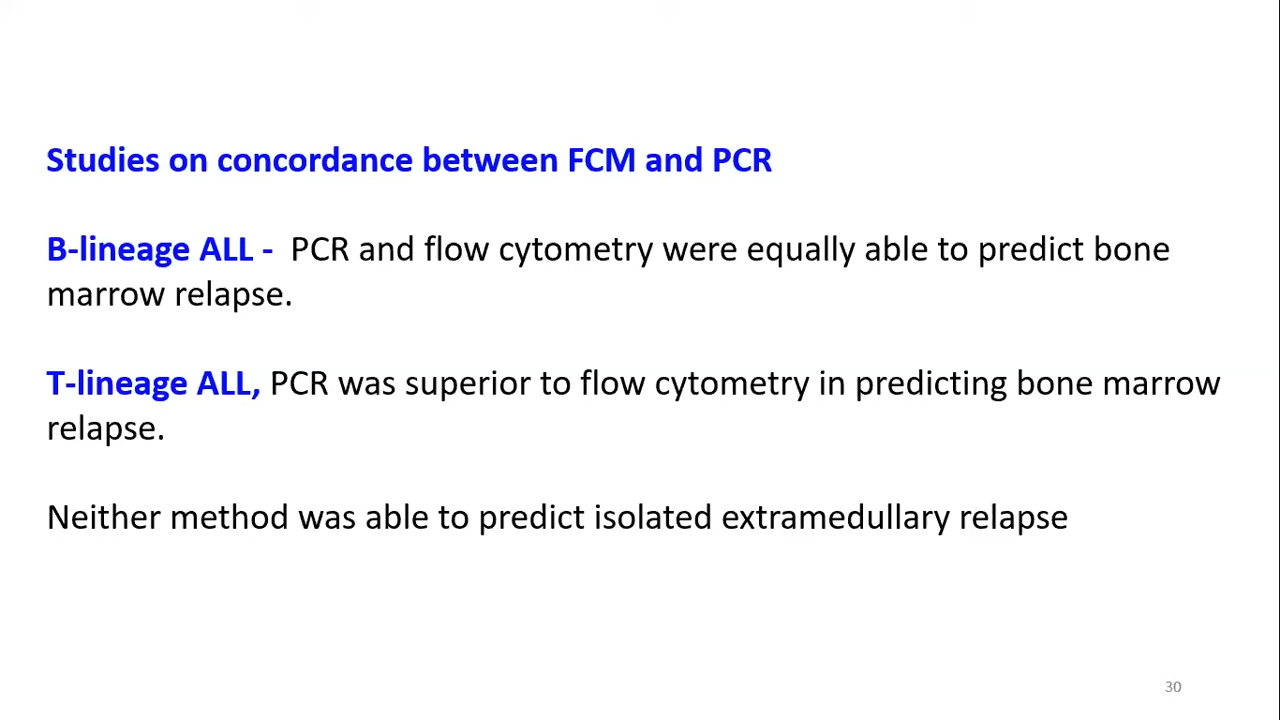 Studies on concordance between FCM and PCR
B-lineage ALL - PCR and flow cytometry were equally able to predict bone
marrow relapse.
T-lineage ALL, PCR was superior to flow cytometry in predicting bone marrow
relapse.
Neither method was able to predict isolated extramedullary relapse
30